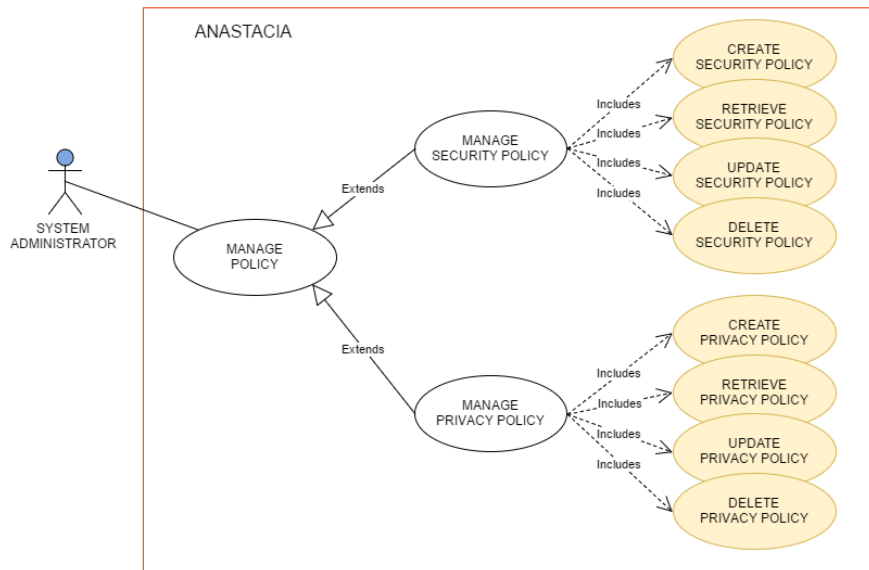 ANASTACIA
SYSTEM
ADMINISTRATOR
MANAGE
POLICY
Extends
Extends
MANAGE
SECURITY POLICY
Includes
Includes
Includes
Includes
CREATE
SECURITY POLICY
RETRIEVE
SECURITY POLICY
UPDATE
SECURITY POLICY
DELETE
SECURITY POLICY
MANAGE
PRIVACY POLICY
Includes
Includes
Includes
Includes
CREATE
PRIVACY POLICY
RETRIEVE
PRIVACY POLICY
UPDATE
PRIVACY POLICY
DELETE
PRIVACY POLICY